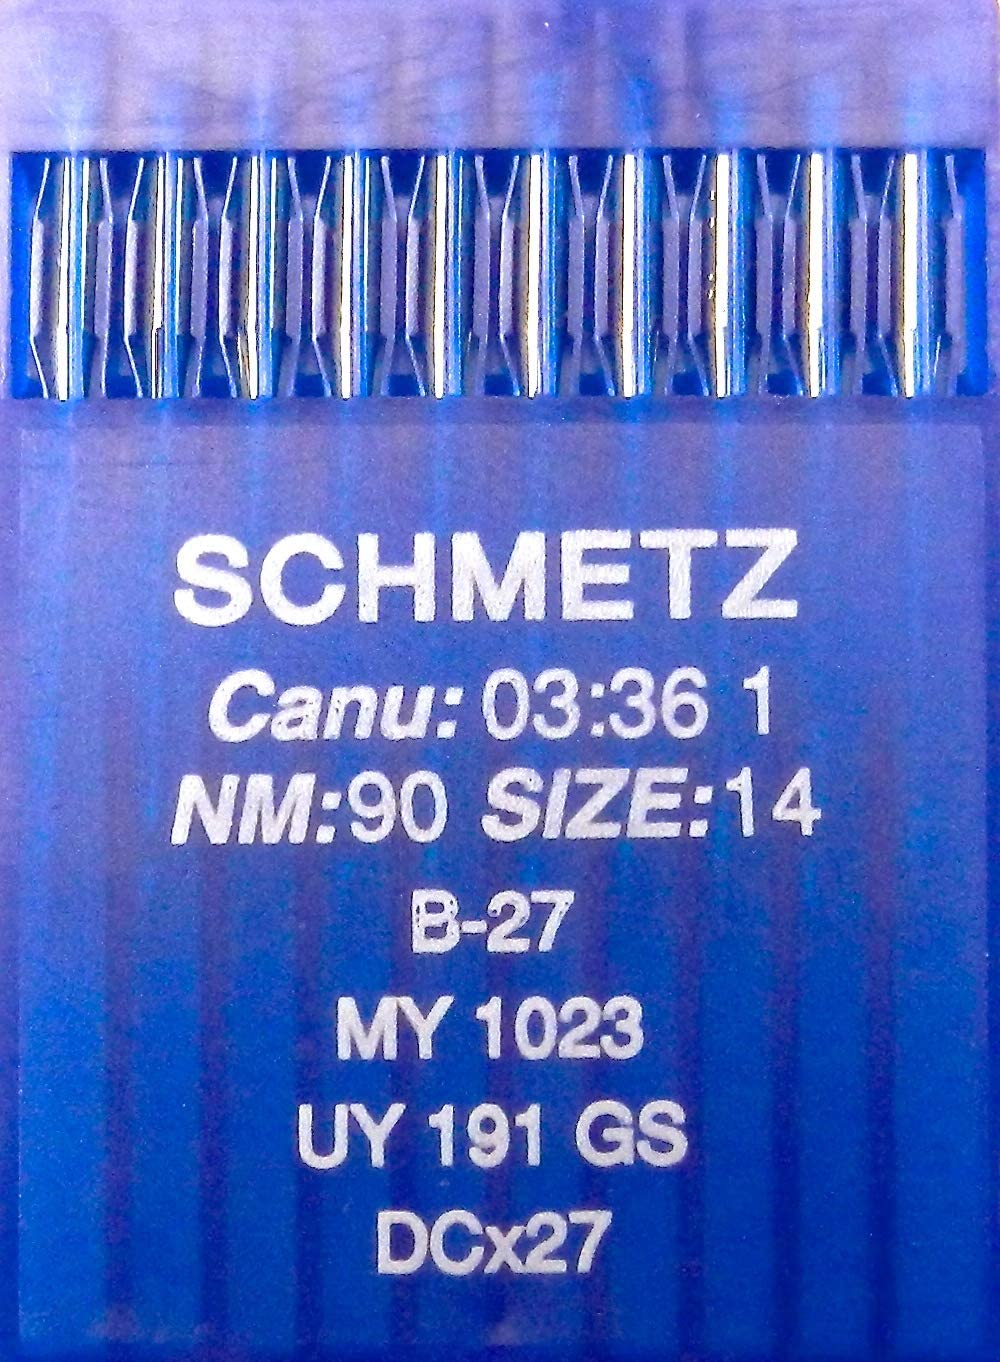 SCHMETZ
Canu: 03:36 1
NM:90 SIZE:14
B-27
MY 1023
UY 191 GS
DCx27